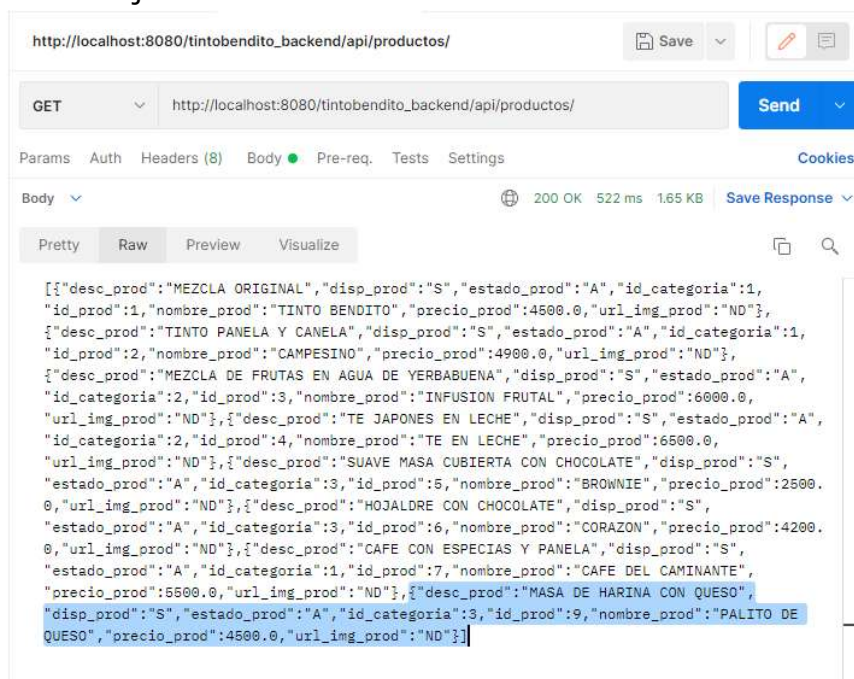 http://localhost:8080/tintobendito_backend/api/productos/ Save
GET http://localhost:8080/tintobendito_backend/api/productos/ Send
Params Auth Headers (8) Body Pre-req. Tests Settings Cookies
Body 200 OK 522 ms 1.65 KB Save Response
Pretty Raw Preview Visualize
[{"desc_prod":"MEZCLA ORIGINAL","disp_prod":"S","estado_prod":"A","id_categoria":1,
"id_prod":1,"nombre_prod":"TINTO BENDITO","precio_prod":4500.0,"url_img_prod":"ND"},
{"desc_prod":"TINTO PANELA Y CANELA","disp_prod":"S","estado_prod":"A","id_categoria":1,
"id_prod":2,"nombre_prod":"CAMPESINO","precio_prod":4900.0,"url_img_prod":"ND"},
{"desc_prod":"MEZCLA DE FRUTAS EN AGUA DE YERBABUENA","disp_prod":"S","estado_prod":"A",
"id_categoria":2,"id_prod":3,"nombre_prod":"INFUSION FRUTAL","precio_prod":6000.0,
"url_img_prod":"ND"},{"desc_prod":"TE JAPONES EN LECHE","disp_prod":"S","estado_prod":"A",
"id_categoria":2,"id_prod":4,"nombre_prod":"TE EN LECHE","precio_prod":6500.0,
"url_img_prod":"ND"},{"desc_prod":"SUAVE MASA CUBIERTA CON CHOCOLATE","disp_prod":"S",
"estado_prod":"A","id_categoria":3,"id_prod":5,"nombre_prod":"BROWNIE","precio_prod":2500.
0,"url_img_prod":"ND"},{"desc_prod":"HOJALDRE CON CHOCOLATE","disp_prod":"S",
"estado_prod":"A","id_categoria":3,"id_prod":6,"nombre_prod":"CORAZON","precio_prod":4200.
0,"url_img_prod":"ND"},{"desc_prod":"CAFE CON ESPECIAS Y PANELA","disp_prod":"S",
"estado_prod":"A","id_categoria":1,"id_prod":7,"nombre_prod":"CAFE DEL CAMINANTE",
"precio_prod":5500.0,"url_img_prod":"ND"},{"desc_prod":"MASA DE HARINA CON QUESO",
"disp_prod":"S","estado_prod":"A","id_categoria":3,"id_prod":9,"nombre_prod":"PALITO DE
QUESO","precio_prod":4500.0,"url_img_prod":"ND"}]